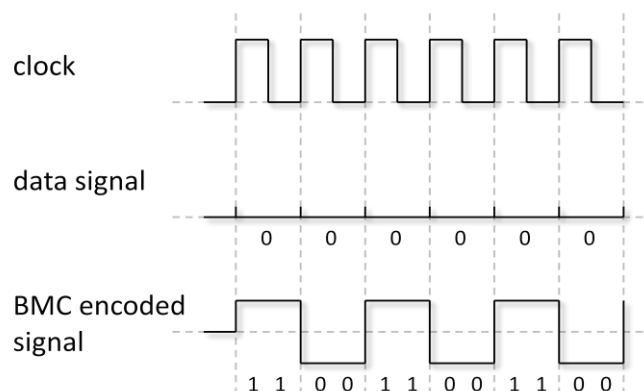 clock
data signal
0 0 0 0 0 0
BMC encoded
signal
1 1 0 0 1 1 0 0 1 1 0 0